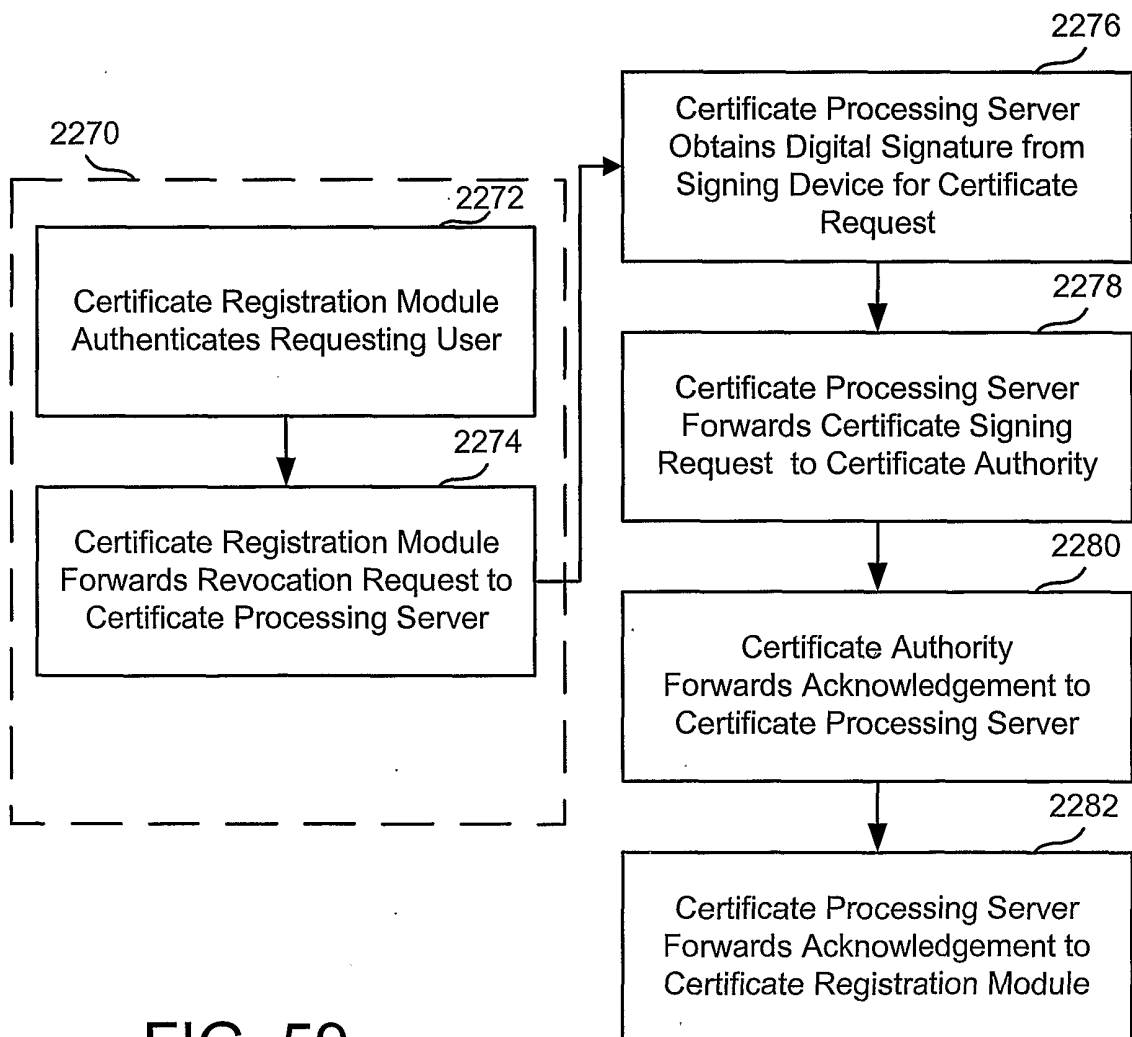 2270
2272
Certificate Registration Module
Authenticates Requesting User
2274
Certificate Registration Module
Forwards Revocation Request to
Certificate Processing Server
2276
Certificate Processing Server
Obtains Digital Signature from
Signing Device for Certificate
Request
2278
Certificate Processing Server
Forwards Certificate Signing
Request to Certificate Authority
2280
Certificate Authority
Forwards Acknowledgement to
Certificate Processing Server
2282
Certificate Processing Server
Forwards Acknowledgement to
Certificate Registration Module